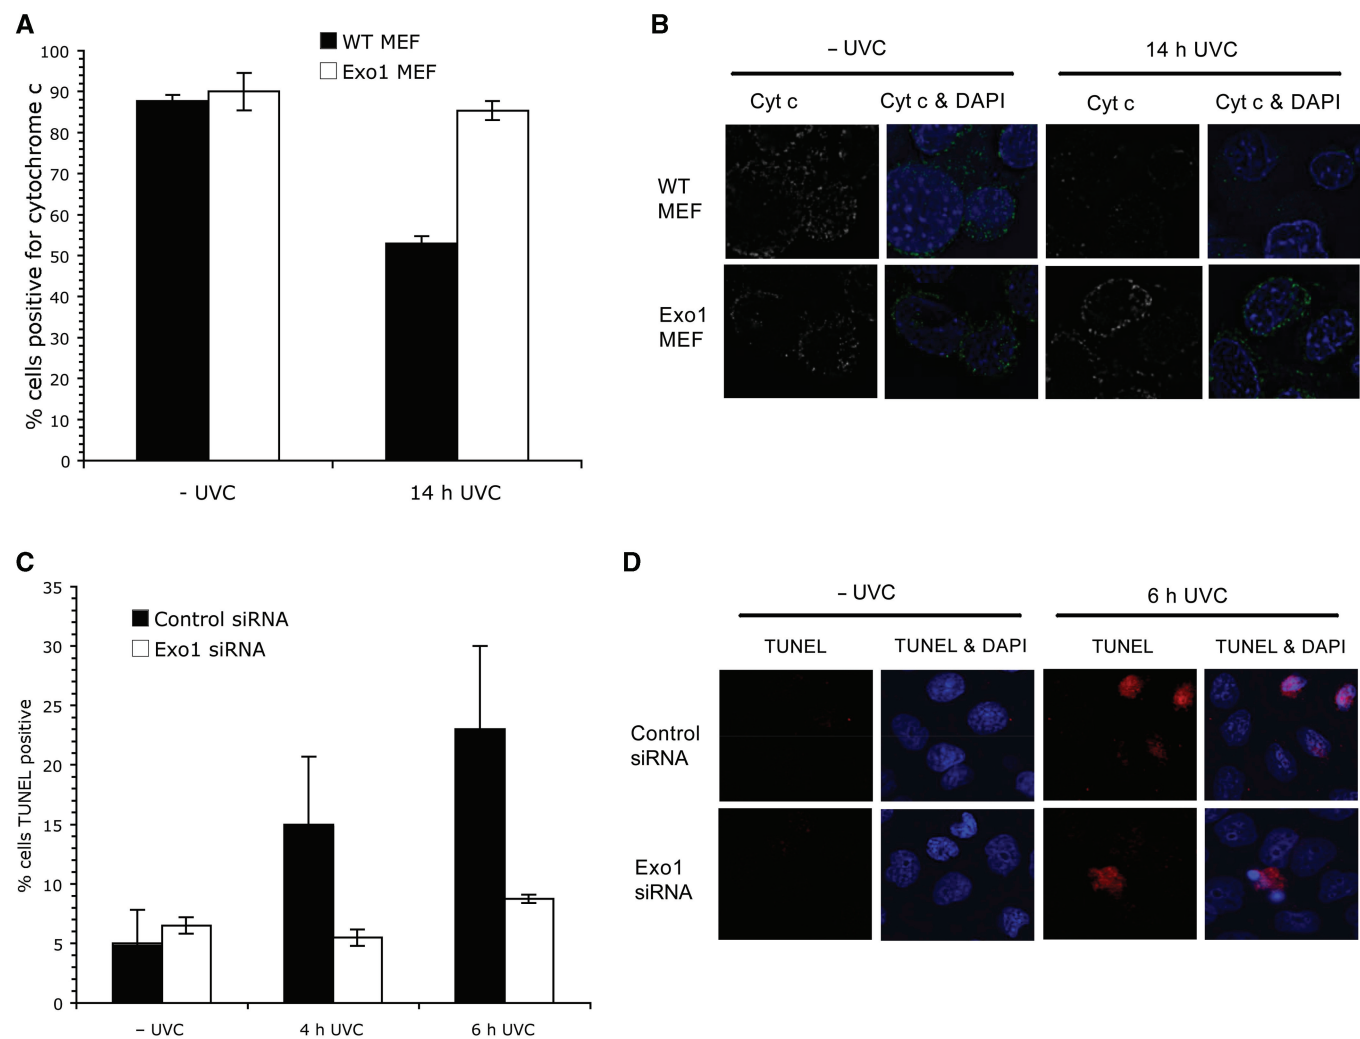 A
WT MEF
Exo1 MEF
% cells positive for cytochrome c
100
90
80
70
60
50
40
30
20
10
0
- UVC
14 h UVC
B
– UVC
14 h UVC
Cyt c
Cyt c & DAPI
Cyt c
Cyt c & DAPI
WT
MEF
Exo1
MEF
C
Control siRNA
Exo1 siRNA
% cells TUNEL positive
35
30
25
20
15
10
5
0
– UVC
4 h UVC
6 h UVC
D
– UVC
6 h UVC
TUNEL
TUNEL & DAPI
TUNEL
TUNEL & DAPI
Control
siRNA
Exo1
siRNA